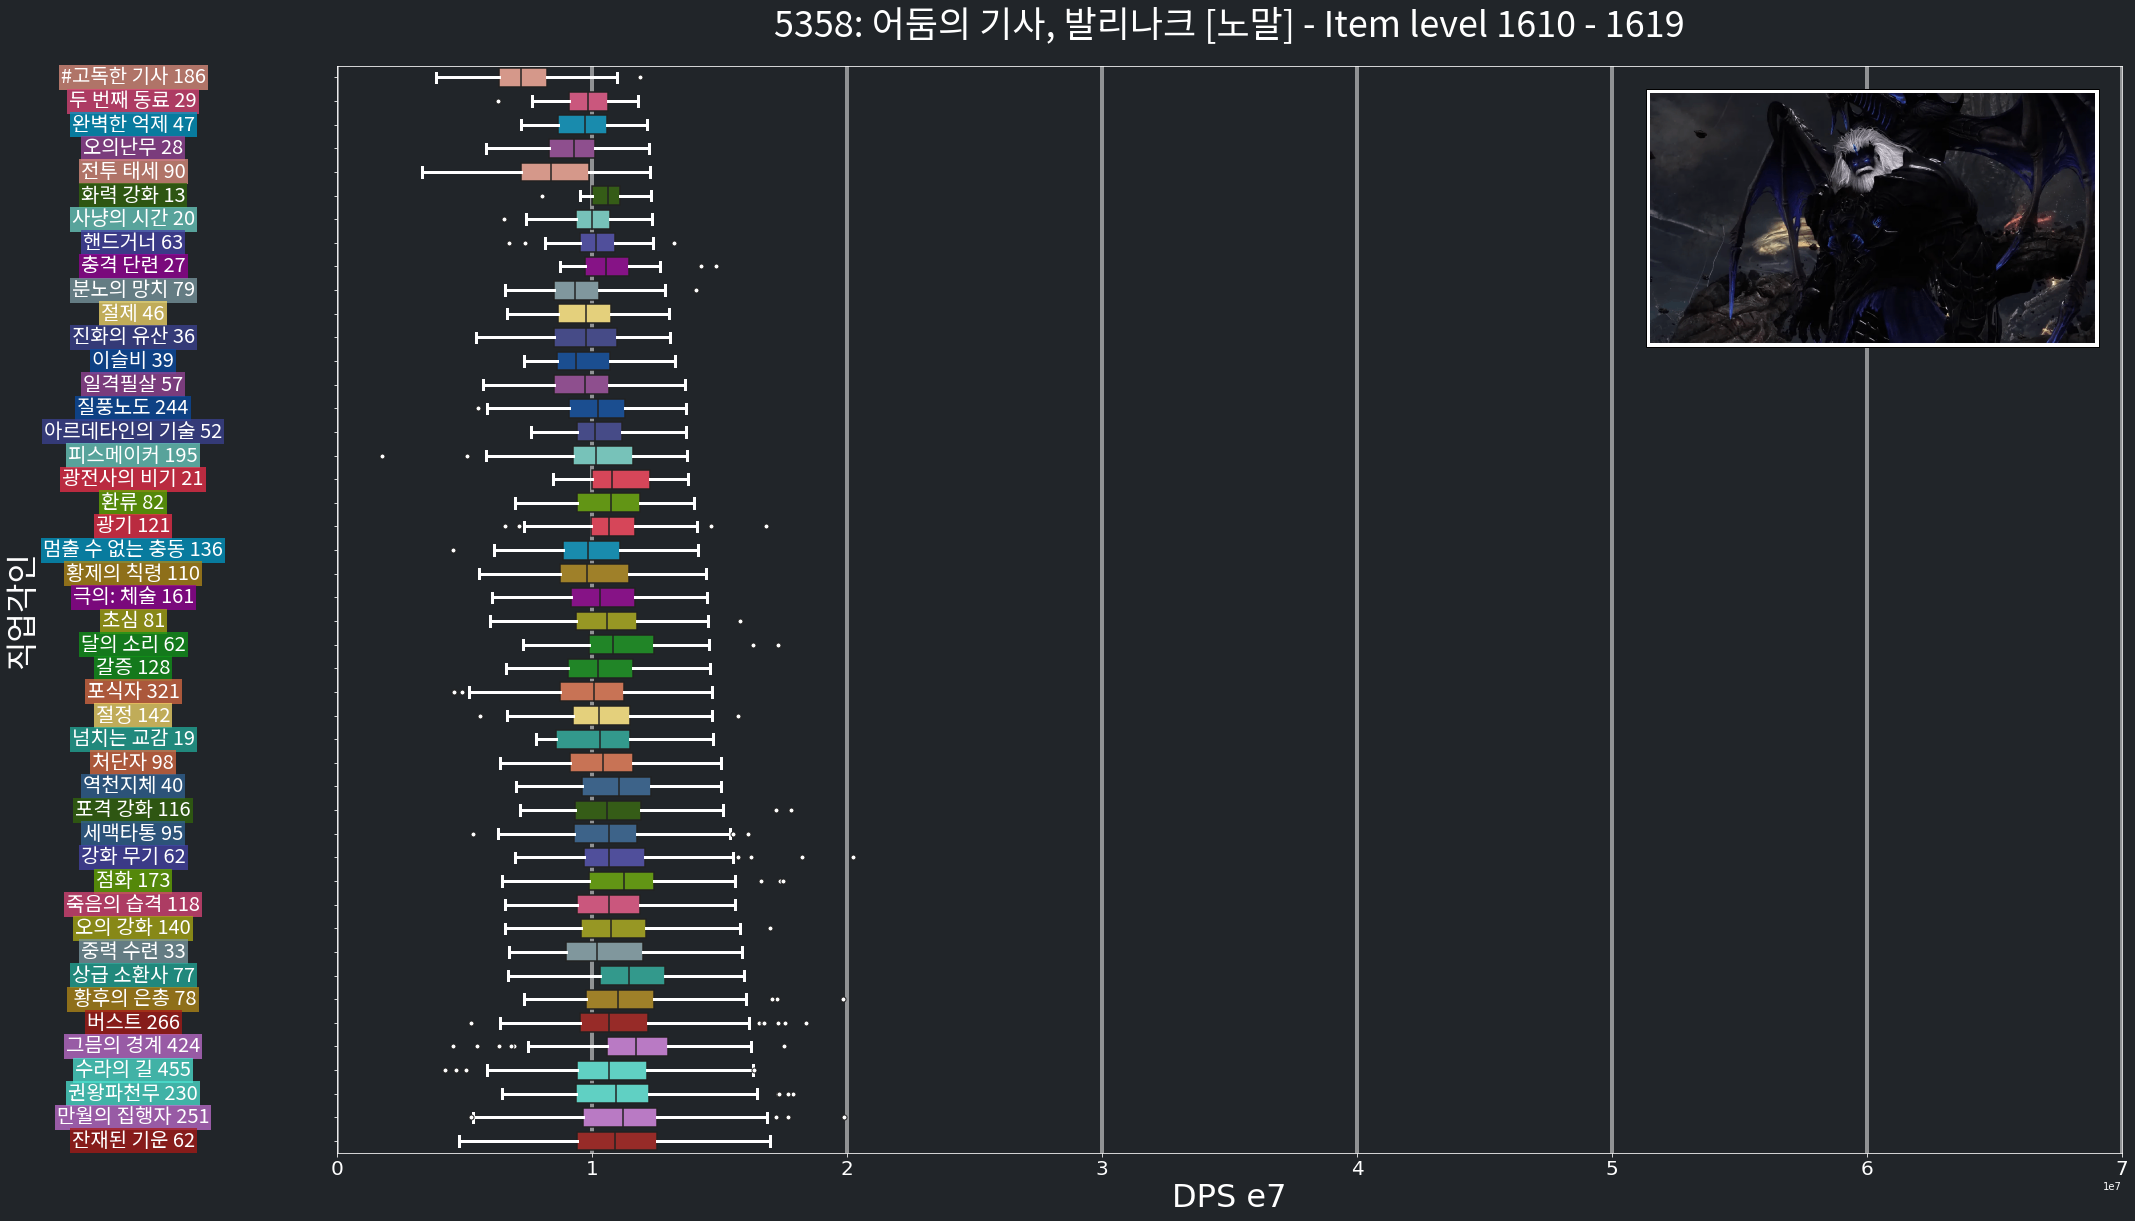 5358: 어둠의 기사, 발리나크 [노말] - Item level 1610 - 1619
직업각인
#고독한 기사 186
두 번째 동료 29
완벽한 억제 47
오의난무 28
전투 태세 90
화력 강화 13
사냥의 시간 20
핸드거너 63
충격 단련 27
분노의 망치 79
절제 46
진화의 유산 36
이슬비 39
일격필살 57
질풍노도 244
아르데타인의 기술 52
피스메이커 195
광전사의 비기 21
환류 82
광기 121
멈출 수 없는 충동 136
황제의 칙령 110
극의: 체술 161
초심 81
달의 소리 62
갈증 128
포식자 321
절정 142
넘치는 교감 19
처단자 98
역천지체 40
포격 강화 116
세맥타통 95
강화 무기 62
점화 173
죽음의 습격 118
오의 강화 140
중력 수련 33
상급 소환사 77
황후의 은총 78
버스트 266
그믐의 경계 424
수라의 길 455
권왕파천무 230
만월의 집행자 251
잔재된 기운 62
0 1 2 3 4 5 6 7
1e7
DPS e7